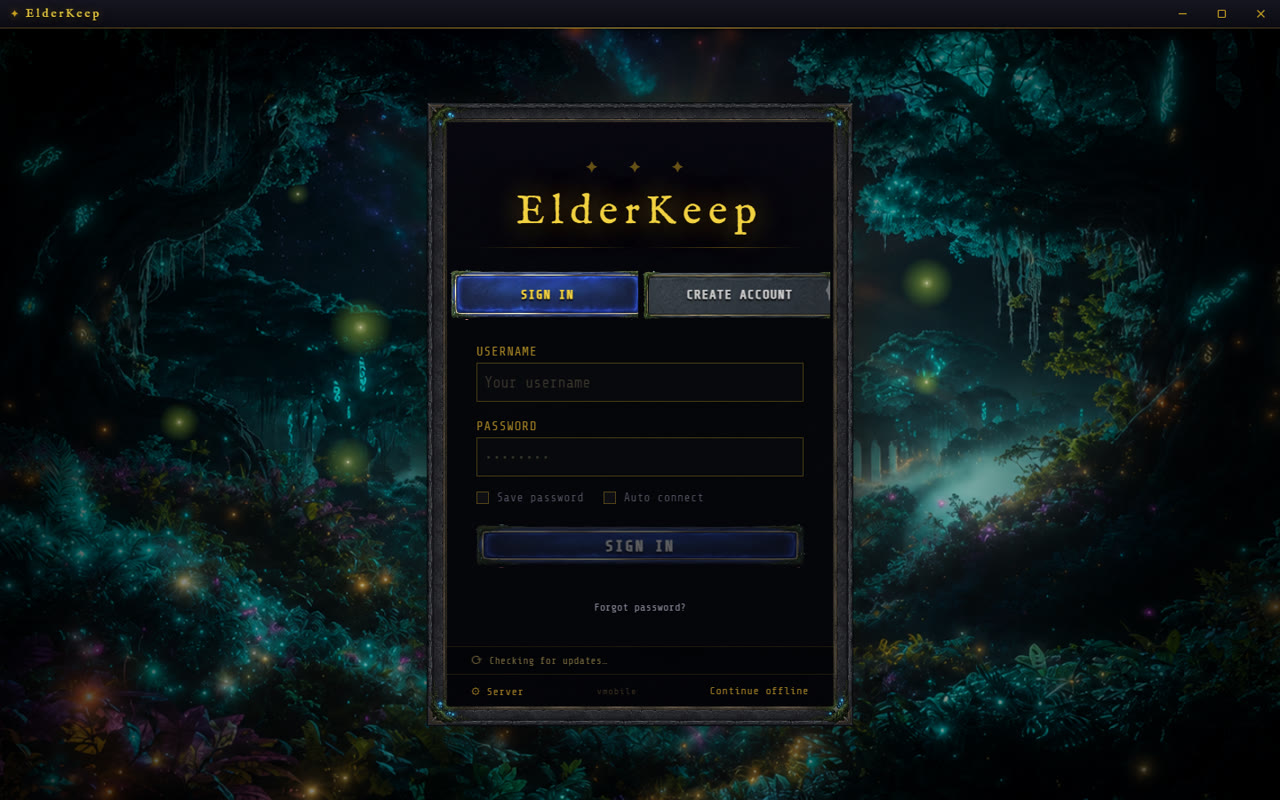 ElderKeep
ElderKeep
SIGN IN
CREATE ACCOUNT
USERNAME
Your username
PASSWORD
Save password
Auto connect
SIGN IN
Forgot password?
Checking for updates…
Server
vmobile
Continue offline